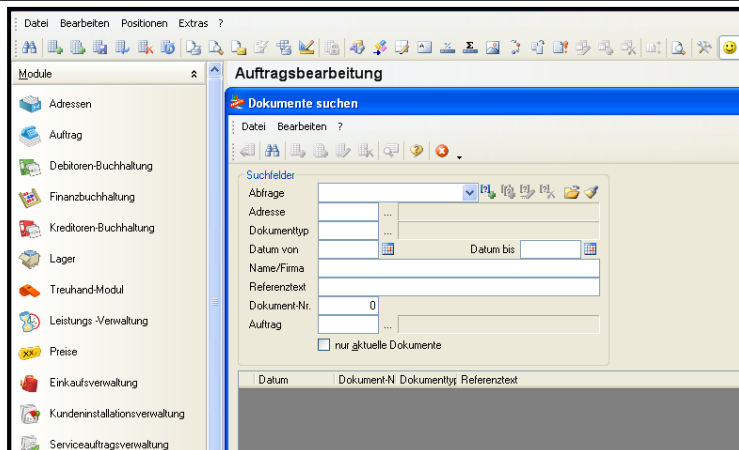 Datei Bearbeiten Positionen Extras ?
Module
Auftragsbearbeitung
Adressen
Auftrag
Debitoren-Buchhaltung
Finanzbuchhaltung
Kreditoren-Buchhaltung
Lager
Treuhand-Modul
Leistungs -Verwaltung
Preise
Einkaufsverwaltung
Kundeninstallationsverwaltung
Serviceauftragsverwaltung
Dokumente suchen
Datei Bearbeiten ?
Suchfelder
Abfrage
Adresse ...
Dokumenttyp ...
Datum von Datum bis
Name/Firma
Referenztext
Dokument-Nr. 0
Auftrag ...
nur aktuelle Dokumente
Datum Dokument-N Dokumenttyp Referenztext